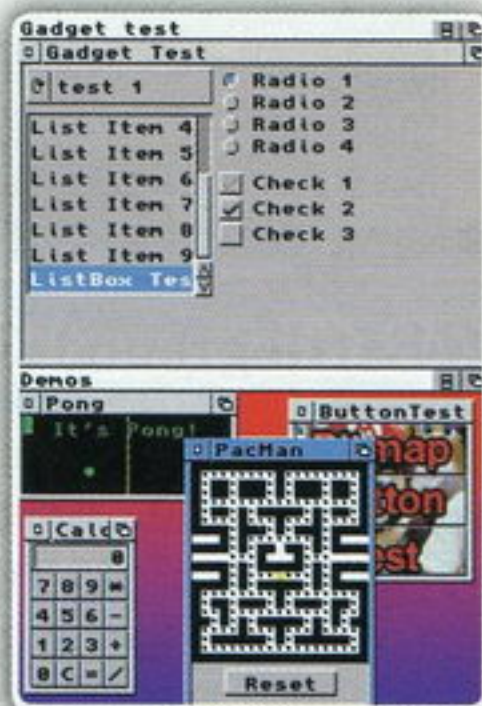 Gadget test
Gadget Test
test 1
Radio 1
Radio 2
Radio 3
Radio 4
List Item 4
List Item 5
List Item 6
List Item 7
List Item 8
List Item 9
ListBox Tes
Check 1
Check 2
Check 3
Demos
Pong
It's Pong!
ButtonTest
Bitmap
Button
Test
PacMan
Calc
0
7 8 9 *
4 5 6 -
1 2 3 +
0 C = /
Reset